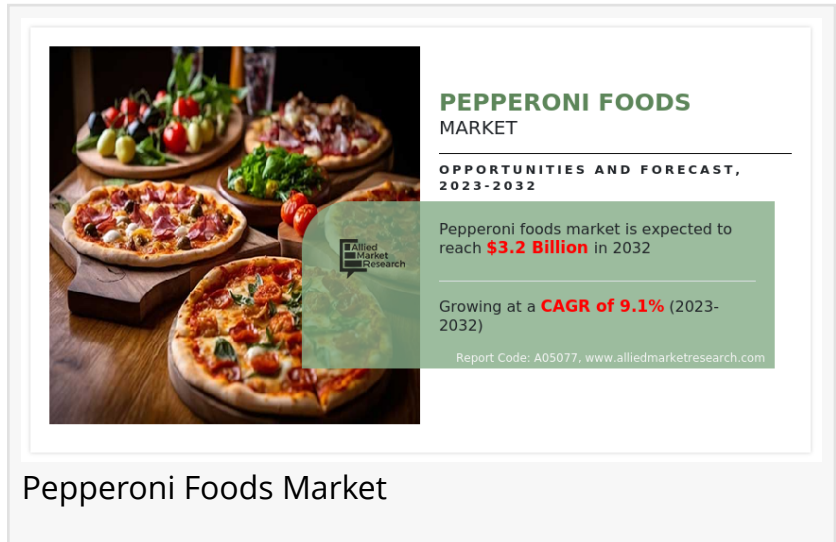 PEPPERONI FOODS
MARKET
OPPORTUNITIES AND FORECAST,
2023-2032
Pepperoni foods market is expected to
reach $3.2 Billion in 2032
Allied
Market
Research
Growing at a CAGR of 9.1% (2023-
2032)
Report Code: A05077, www.alliedmarketresearch.com
Pepperoni Foods Market